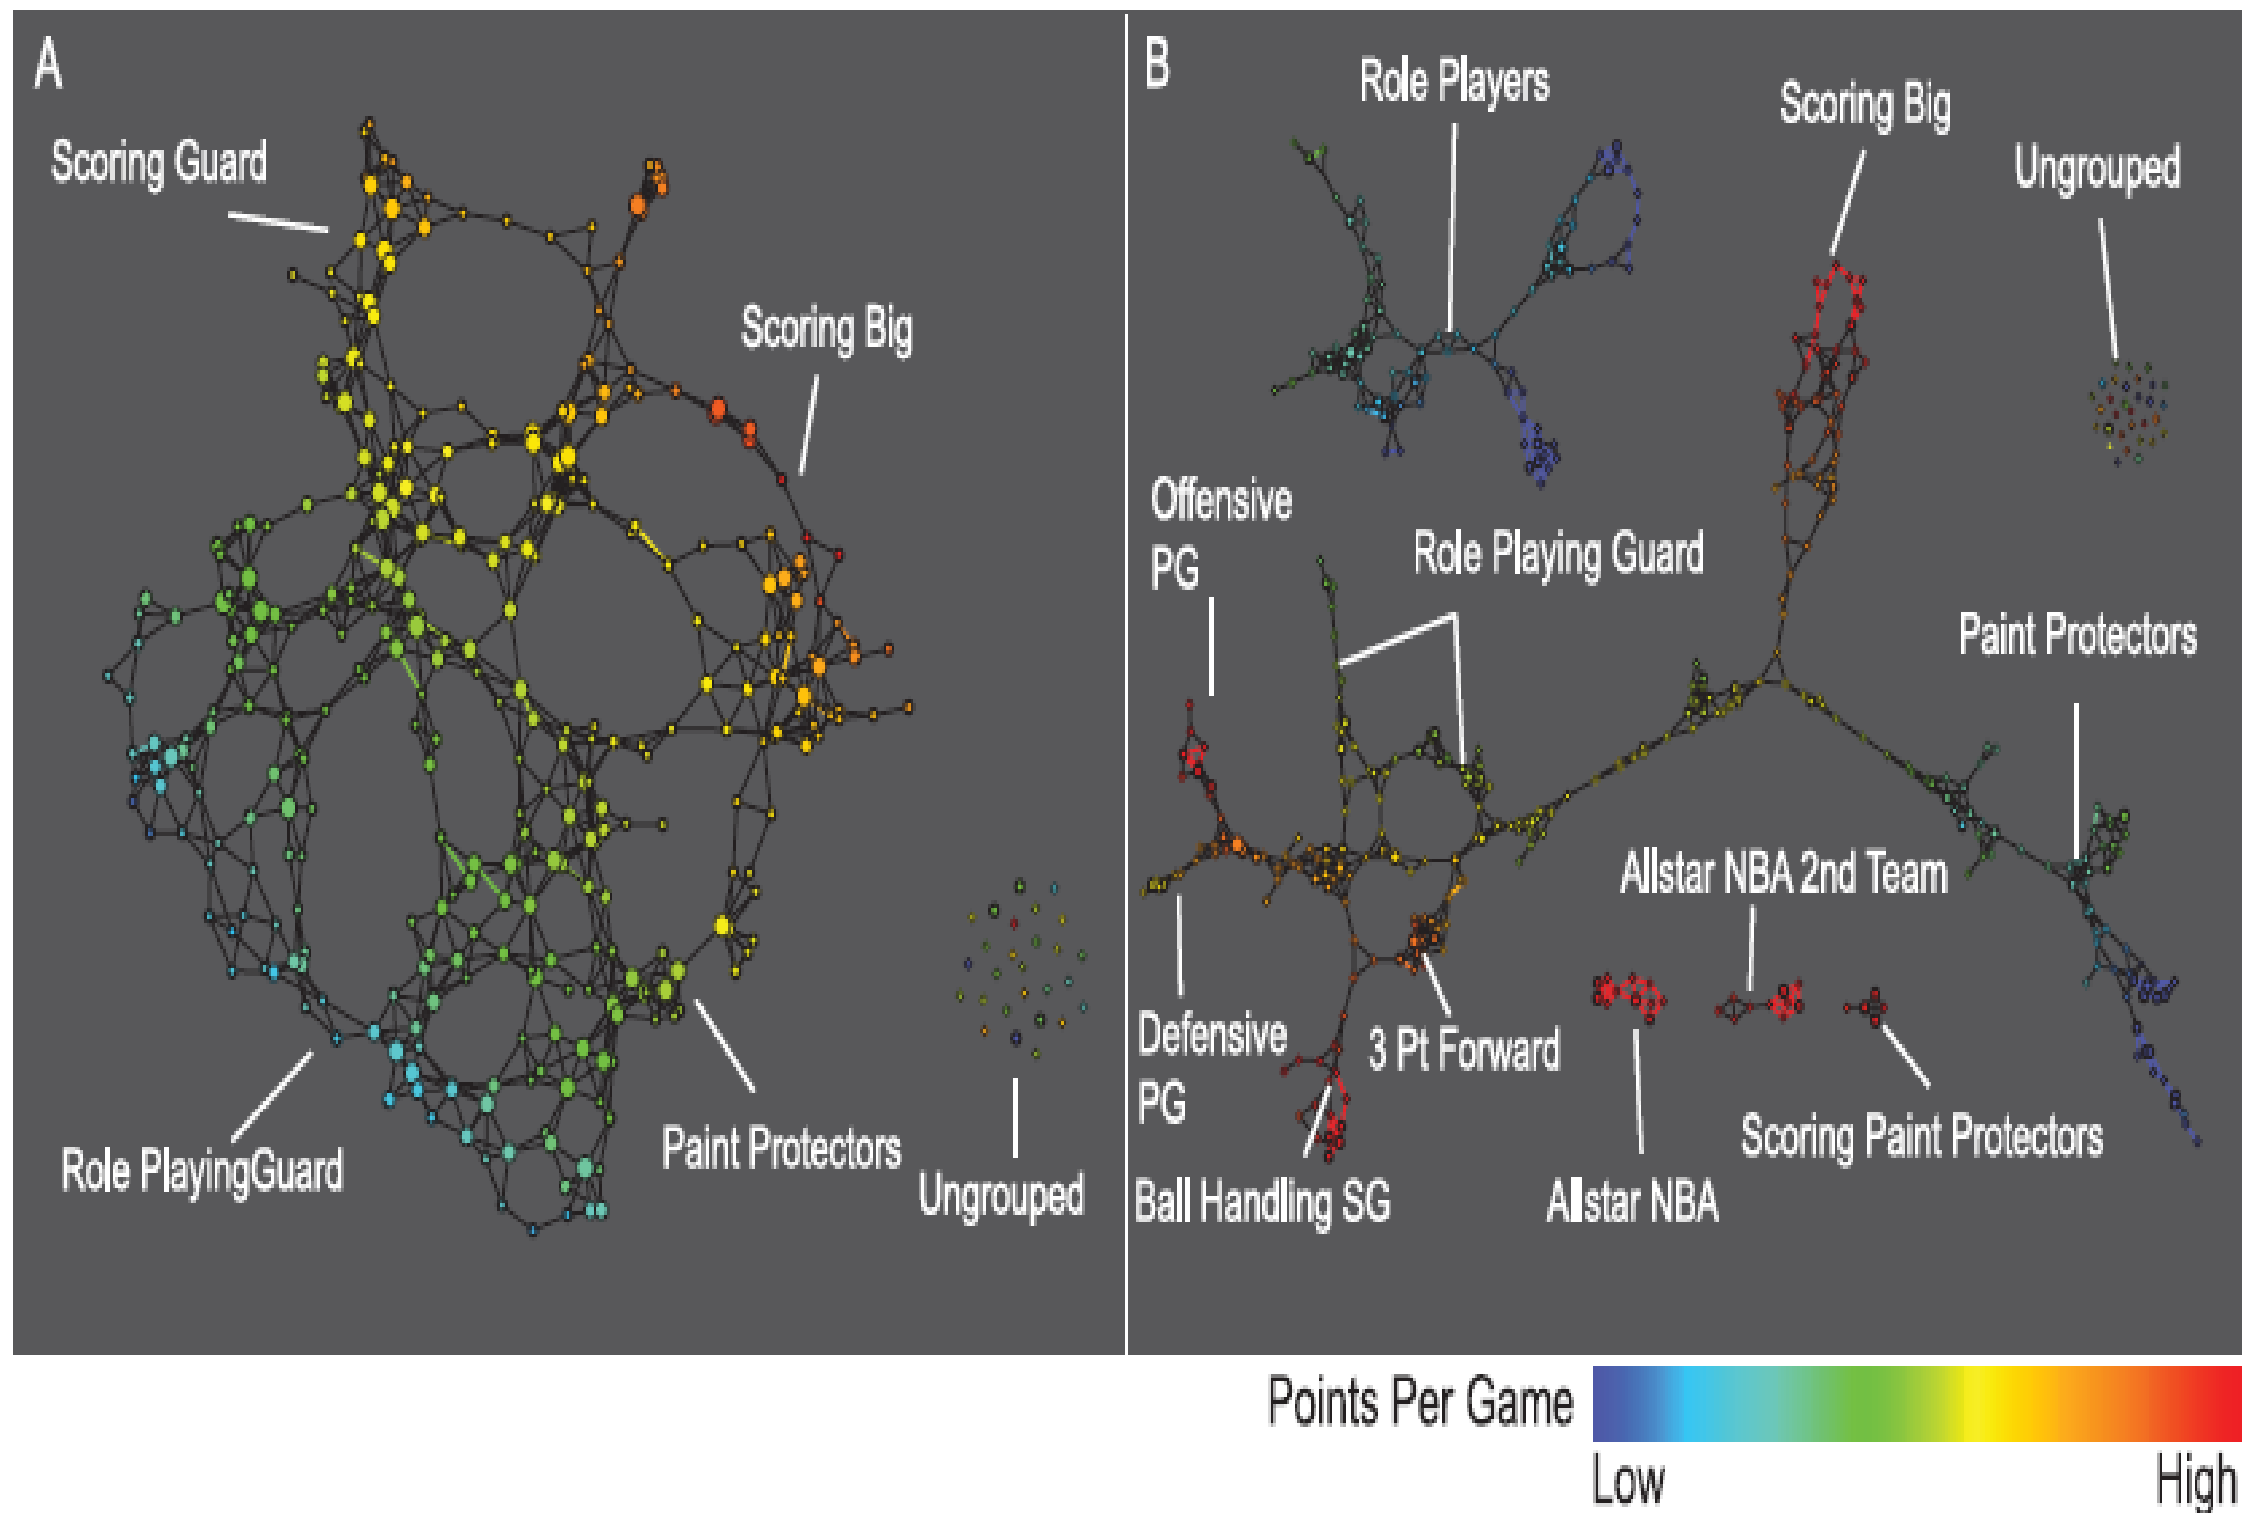 A
Scoring Guard
Scoring Big
Role PlayingGuard
Paint Protectors
Ungrouped
B
Role Players
Scoring Big
Ungrouped
Offensive
PG
Role Playing Guard
Paint Protectors
Allstar NBA 2nd Team
Defensive
PG
3 Pt Forward
Scoring Paint Protectors
Ball Handling SG
Allstar NBA
Points Per Game
Low
High